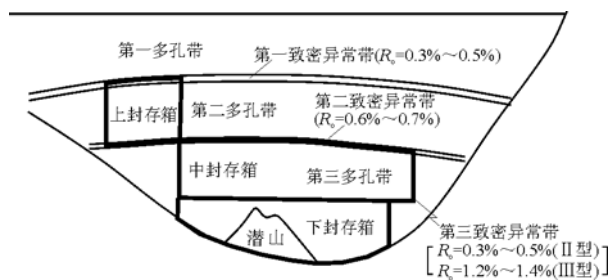 第一多孔带
第一致密异常带(Rₒ=0.3%~0.5%)
第二多孔带
第二致密异常带
(Rₒ=0.6%~0.7%)
上封存箱
中封存箱
第三多孔带
下封存箱
潜山
第三致密异常带
Rₒ=0.3%~0.5%(Ⅱ型)
Rₒ=1.2%~1.4%(Ⅲ型)